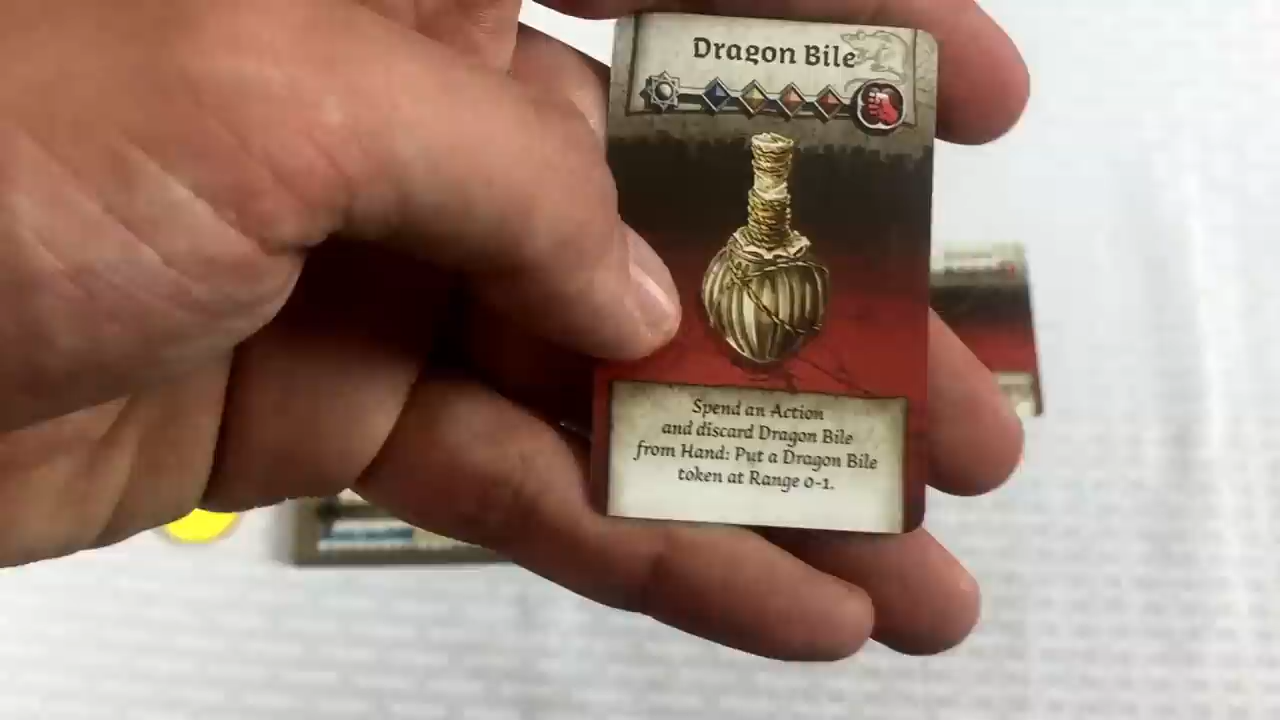 Dragon Bile
Spend an Action
and discard Dragon Bile
from Hand: Put a Dragon Bile
token at Range 0-1.